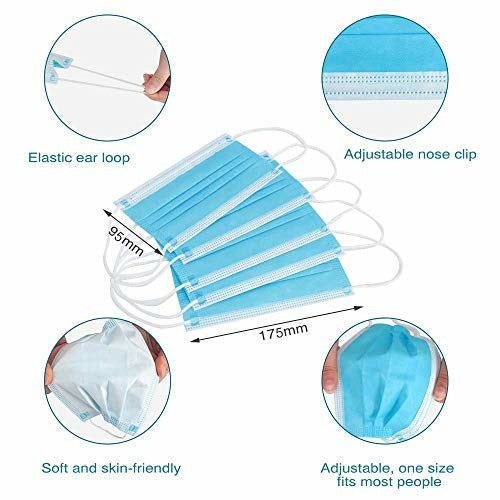 Elastic ear loop
Adjustable nose clip
95mm
175mm
Soft and skin-friendly
Adjustable, one size
fits most people